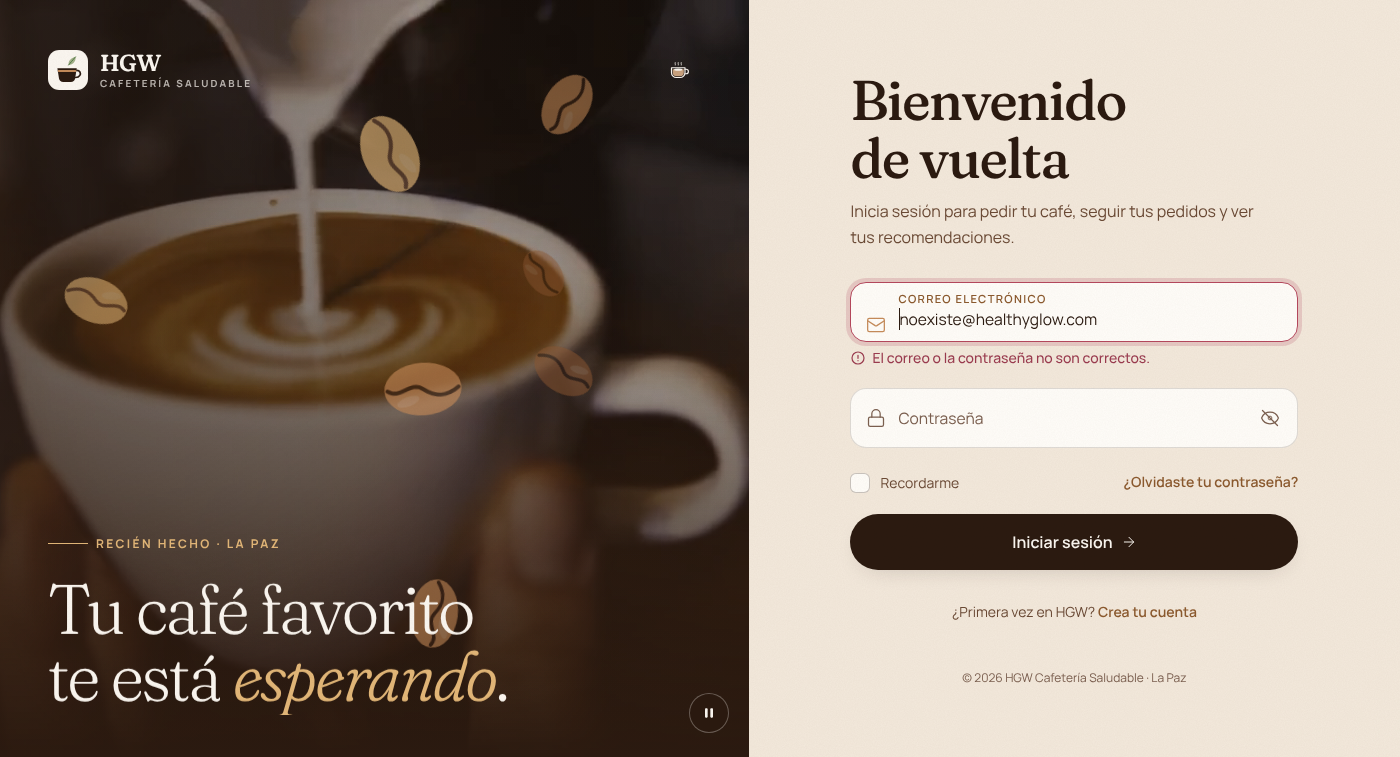 HGW
CAFETERÍA SALUDABLE
RECIÉN HECHO · LA PAZ
Tu café favorito
te está esperando.
Bienvenido
de vuelta
Inicia sesión para pedir tu café, seguir tus pedidos y ver
tus recomendaciones.
CORREO ELECTRÓNICO
noexiste@healthyglow.com
El correo o la contraseña no son correctos.
Contraseña
Recordarme
¿Olvidaste tu contraseña?
Iniciar sesión →
¿Primera vez en HGW? Crea tu cuenta
© 2026 HGW Cafetería Saludable · La Paz